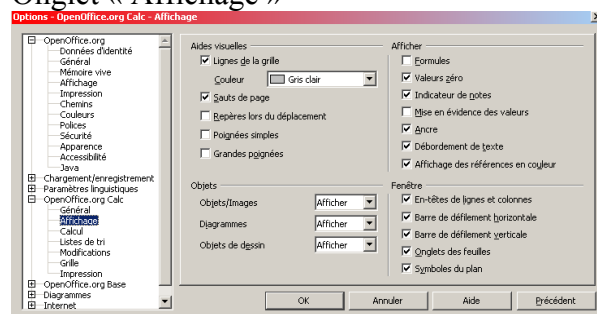 Onglet « Affichage »
Options - OpenOffice.org Calc - Affichage
OpenOffice.org
Données d'identité
Général
Mémoire vive
Affichage
Impression
Chemins
Couleurs
Polices
Sécurité
Apparence
Accessibilité
Java
Chargement/enregistrement
Paramètres linguistiques
OpenOffice.org Calc
Général
Affichage
Calcul
Listes de tri
Modifications
Grille
Impression
OpenOffice.org Base
Diagrammes
Internet
Aides visuelles
Lignes de la grille
Couleur Gris clair
Sauts de page
Repères lors du déplacement
Poignées simples
Grandes poignées
Afficher
Formules
Valeurs zéro
Indicateur de notes
Mise en évidence des valeurs
Ancre
Débordement de texte
Affichage des références en couleur
Objets
Objets/Images Afficher
Diagrammes Afficher
Objets de dessin Afficher
Fenêtre
En-têtes de lignes et colonnes
Barre de défilement horizontale
Barre de défilement verticale
Onglets des feuilles
Symboles du plan
OK Annuler Aide Précédent